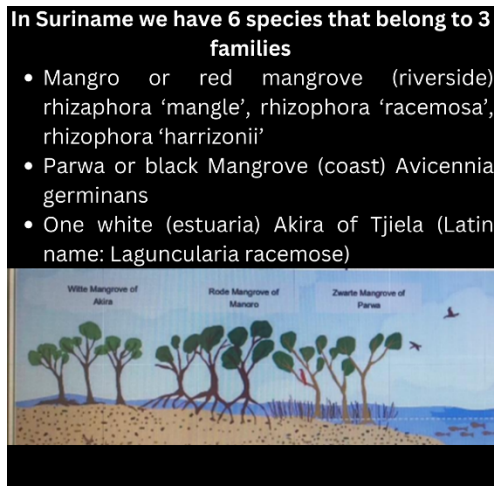 In Suriname we have 6 species that belong to 3
families
• Mangro or red mangrove (riverside)
rhizaphora ‘mangle’, rhizophora ‘racemosa’,
rhizophora ‘harrizonii’
• Parwa or black Mangrove (coast) Avicennia
germinans
• One white (estuaria) Akira of Tjiela (Latin
name: Laguncularia racemose)
Witte Mangrove of
Akira
Rode Mangrove of
Mangro
Zwarte Mangrove of
Parwa